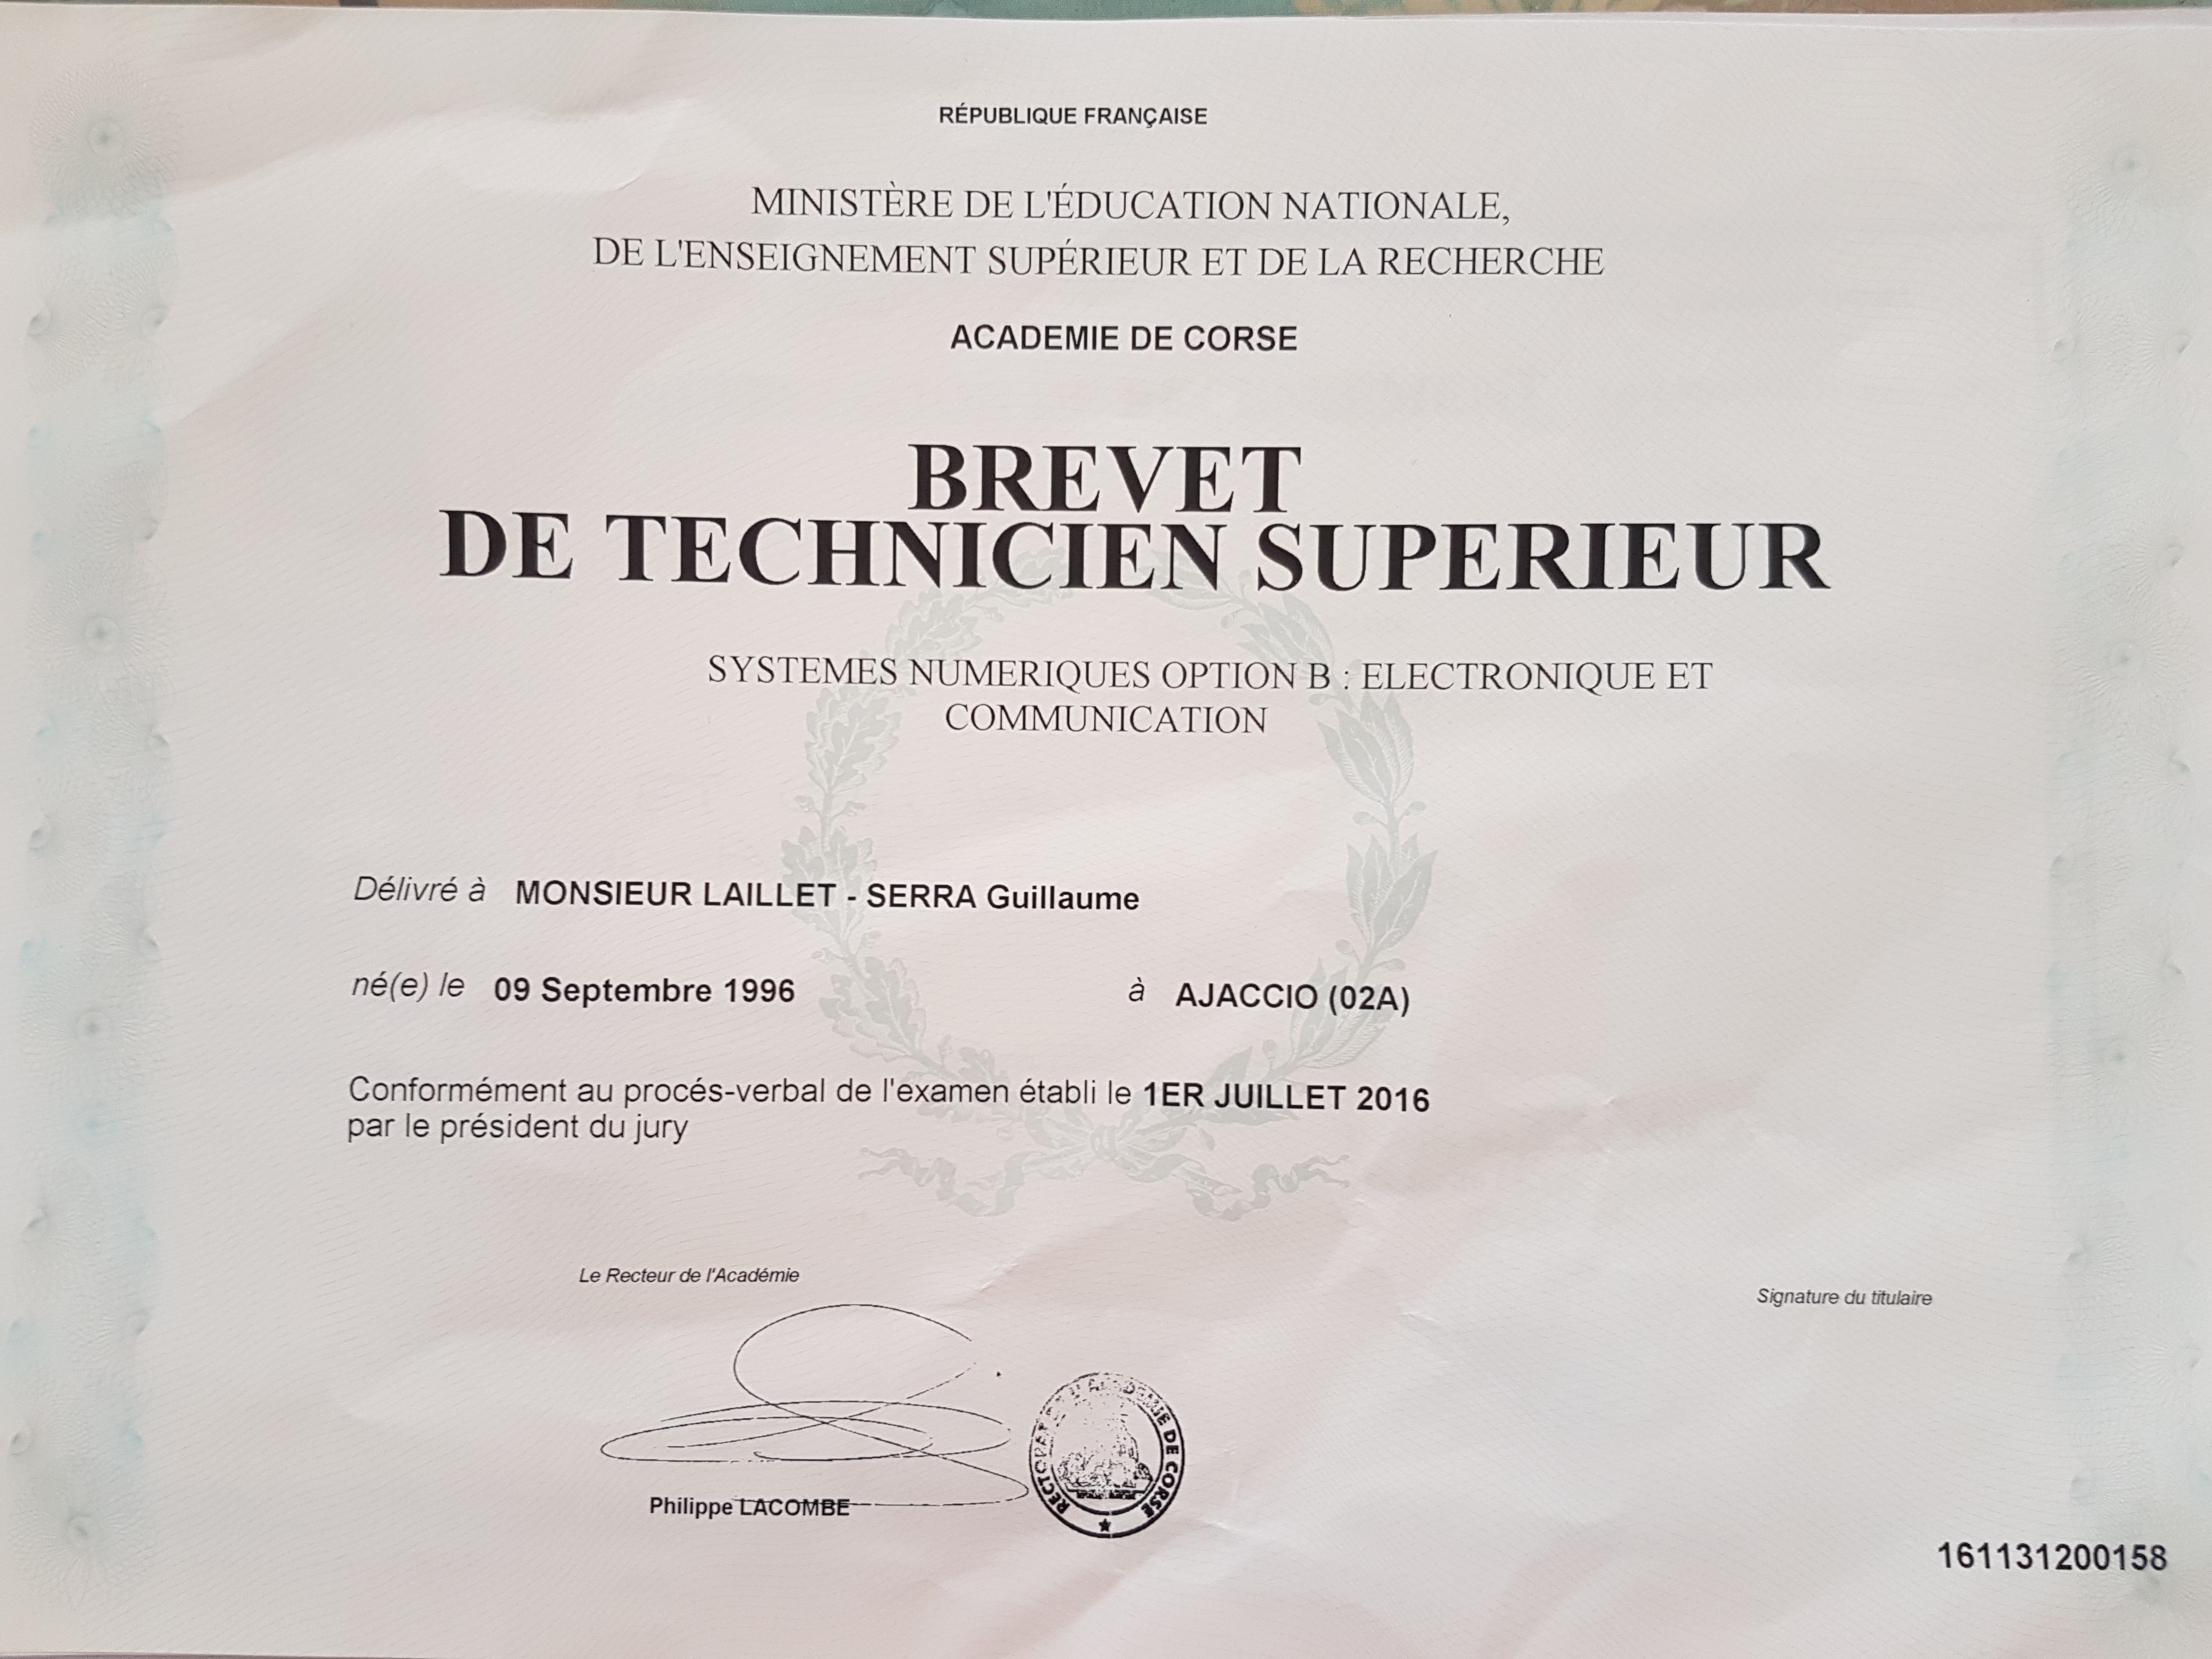 RÉPUBLIQUE FRANÇAISE
MINISTÈRE DE L'ÉDUCATION NATIONALE,
DE L'ENSEIGNEMENT SUPÉRIEUR ET DE LA RECHERCHE
ACADEMIE DE CORSE
BREVET
DE TECHNICIEN SUPERIEUR
SYSTEMES NUMERIQUES OPTION B : ELECTRONIQUE ET
COMMUNICATION
Délivré à MONSIEUR LAILLET - SERRA Guillaume
né(e) le 09 Septembre 1996 à AJACCIO (02A)
Conformément au procés-verbal de l'examen établi le 1ER JUILLET 2016
par le président du jury
Le Recteur de l'Académie
Signature du titulaire
RECTORAT DE L'ACADEMIE DE CORSE
Philippe LACOMBE
161131200158